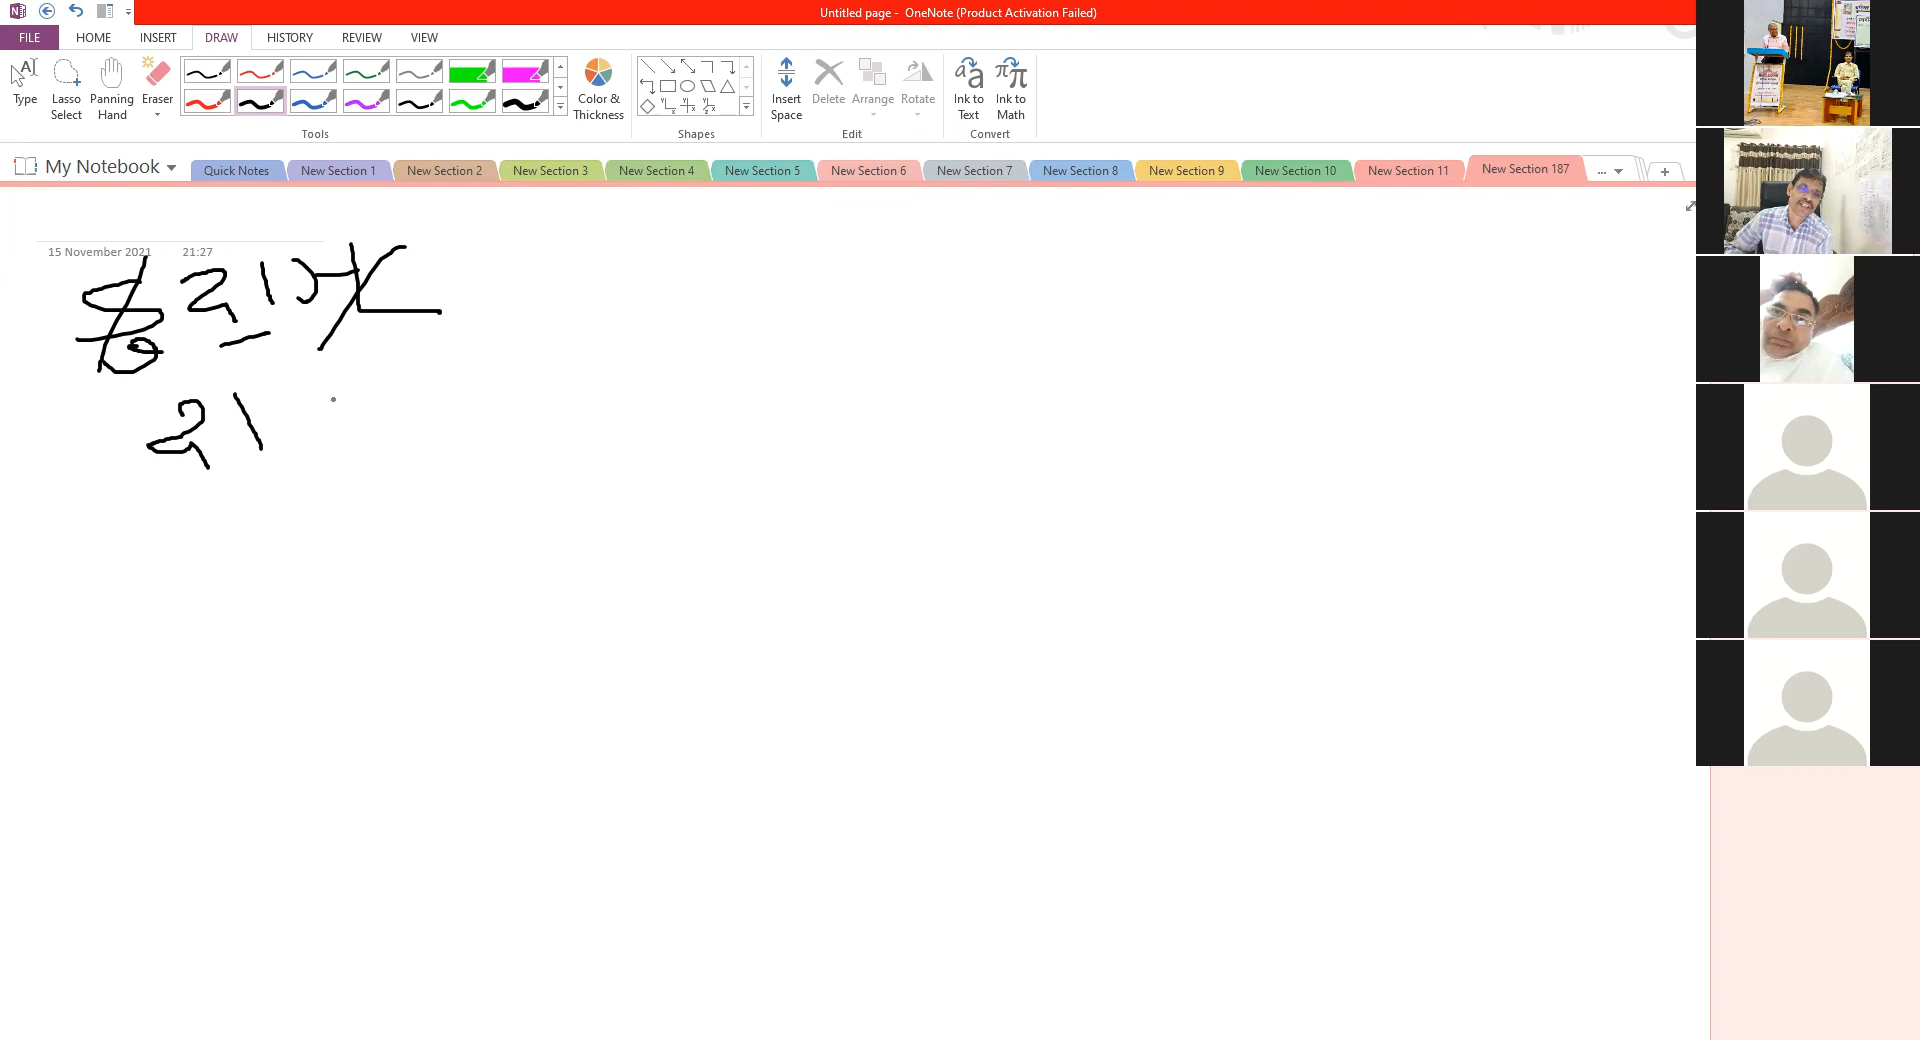 Untitled page - OneNote (Product Activation Failed)
FILE HOME INSERT DRAW HISTORY REVIEW VIEW
Type Lasso Select Panning Hand Eraser Color & Thickness Insert Space Delete Arrange Rotate Ink to Text Ink to Math
Tools Shapes Edit Convert
My Notebook Quick Notes New Section 1 New Section 2 New Section 3 New Section 4 New Section 5 New Section 6 New Section 7 New Section 8 New Section 9 New Section 10 New Section 11 New Section 187 ...
15 November 2021 21:27